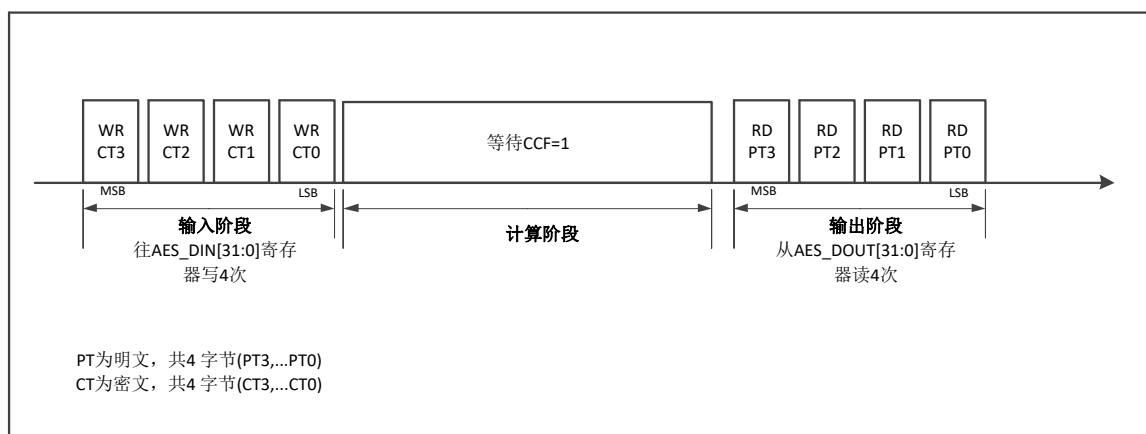 WR WR WR WR
CT3 CT2 CT1 CT0
等待CCF=1
RD RD RD RD
PT3 PT2 PT1 PT0
MSB LSB MSB LSB
输入阶段
往AES_DIN[31:0]寄存
器写4次
计算阶段
输出阶段
从AES_DOUT[31:0]寄存
器读4次
PT为明文，共4 字节(PT3,...PT0)
CT为密文，共4 字节(CT3,...CT0)